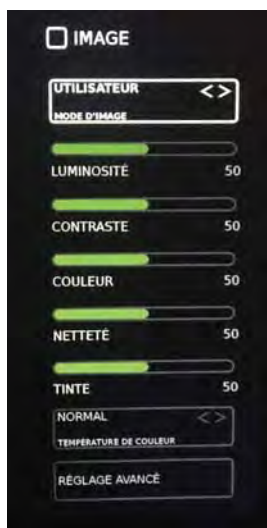 IMAGE
UTILISATEUR < >
MODE D'IMAGE
LUMINOSITÉ 50
CONTRASTE 50
COULEUR 50
NETTETÉ 50
TINTE 50
NORMAL < >
TEMPÉRATURE DE COULEUR
RÉGLAGE AVANCÉ